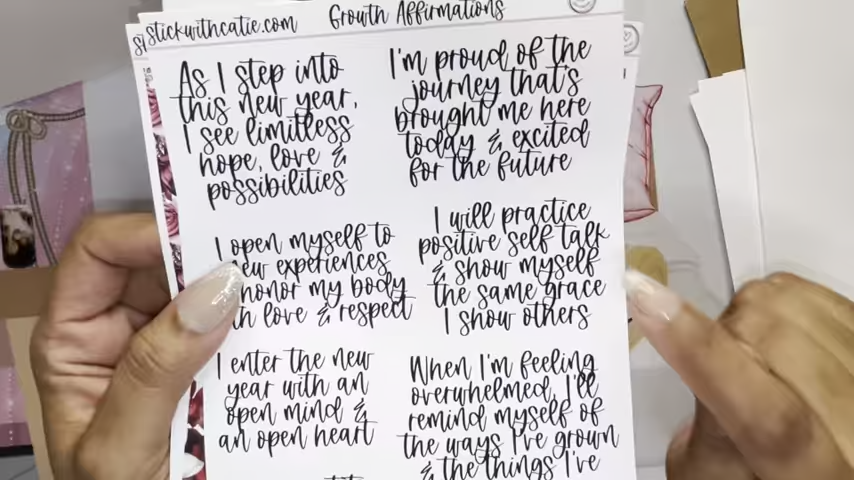 stickwithcatie.com
Growth Affirmations
As I step into
this new year,
I see limitless
hope, love &
possibilities
I'm proud of the
journey that's
brought me here
today & excited
for the future
I open myself to
new experiences
honor my body
love & respect
I will practice
positive self talk
& show myself
the same grace
I show others
I enter the new
year with an
open mind &
an open heart
When I'm feeling
overwhelmed, I'll
remind myself of
the ways I've grown
& the things I've